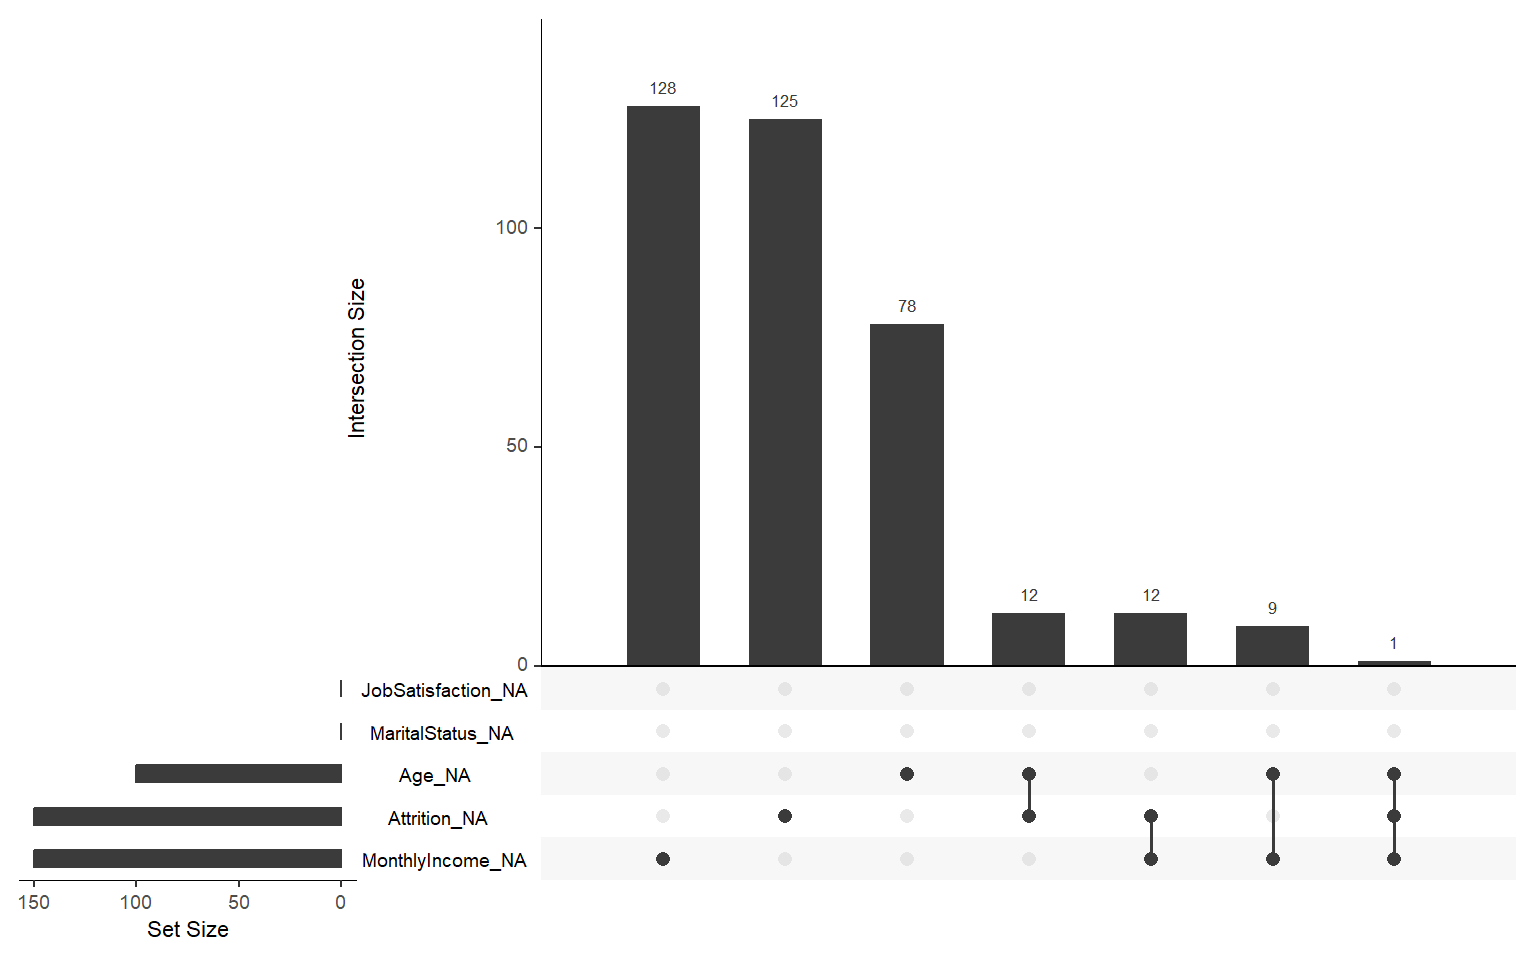 128
125
78
12
12
9
1
Intersection Size
100
50
0
JobSatisfaction_NA
MaritalStatus_NA
Age_NA
Attrition_NA
MonthlyIncome_NA
150 100 50 0
Set Size